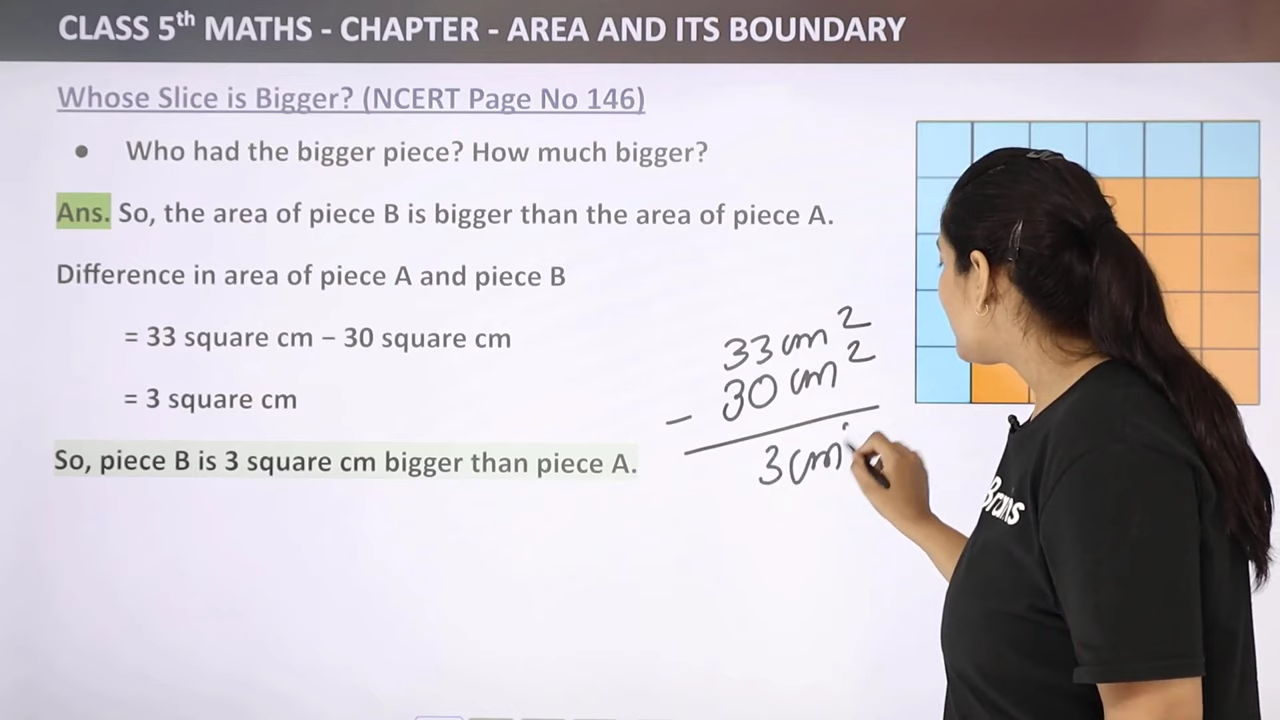 CLASS 5th MATHS - CHAPTER - AREA AND ITS BOUNDARY
Whose Slice is Bigger? (NCERT Page No 146)
● Who had the bigger piece? How much bigger?
Ans. So, the area of piece B is bigger than the area of piece A.
Difference in area of piece A and piece B
= 33 square cm – 30 square cm
= 3 square cm
So, piece B is 3 square cm bigger than piece A.
33 cm²
– 30 cm²
3 cm